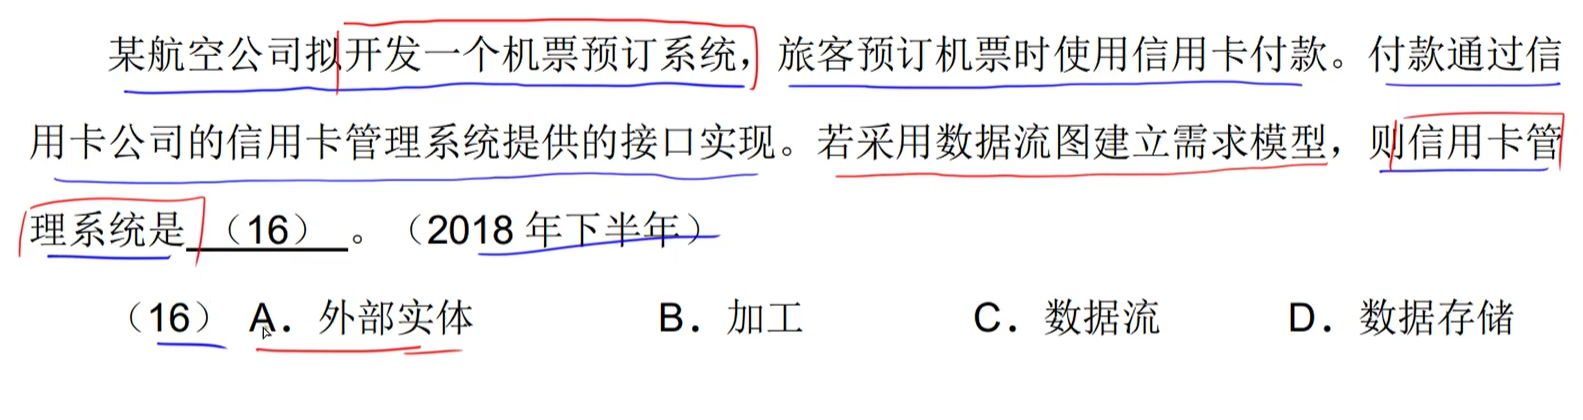 某航空公司拟开发一个机票预订系统，旅客预订机票时使用信用卡付款。付款通过信
用卡公司的信用卡管理系统提供的接口实现。若采用数据流图建立需求模型，则信用卡管
理系统是（16）。（2018 年下半年）
（16） A．外部实体 B．加工 C．数据流 D．数据存储